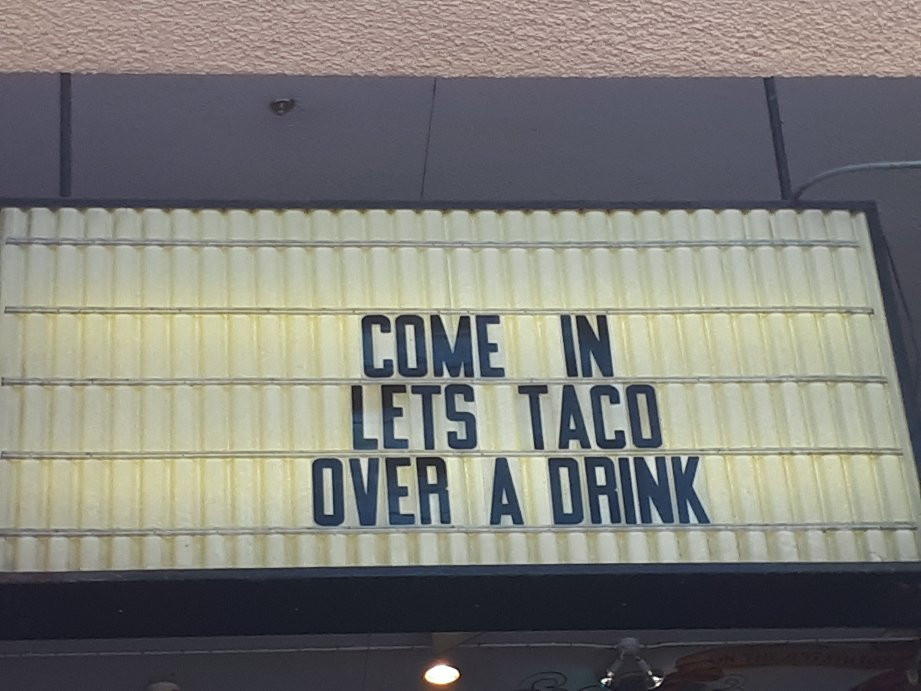 COME IN
LETS TACO
OVER A DRINK